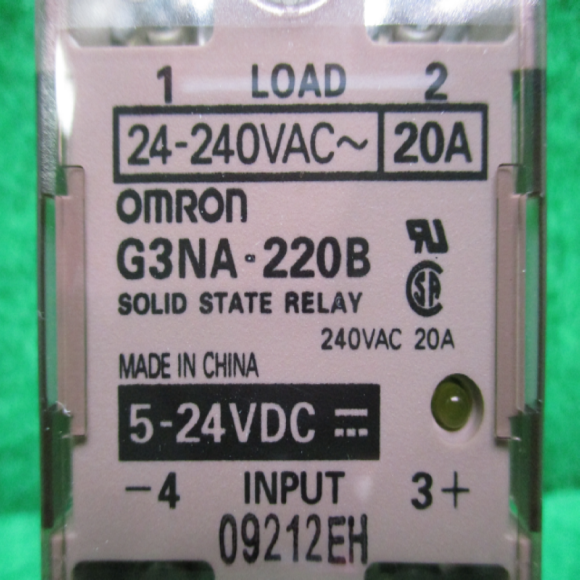 1 LOAD 2
24-240VAC~ 20A
OMRON
G3NA-220B
SOLID STATE RELAY
240VAC 20A
MADE IN CHINA
5-24VDC ⎓
-4 INPUT 3+
09212EH